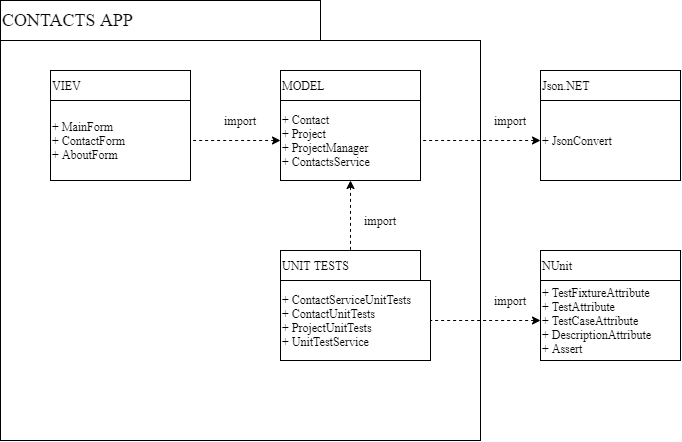 CONTACTS APP
VIEV
+ MainForm
+ ContactForm
+ AboutForm
import
MODEL
+ Contact
+ Project
+ ProjectManager
+ ContactsService
import
Json.NET
+ JsonConvert
import
UNIT TESTS
+ ContactServiceUnitTests
+ ContactUnitTests
+ ProjectUnitTests
+ UnitTestService
import
NUnit
+ TestFixtureAttribute
+ TestAttribute
+ TestCaseAttribute
+ DescriptionAttribute
+ Assert